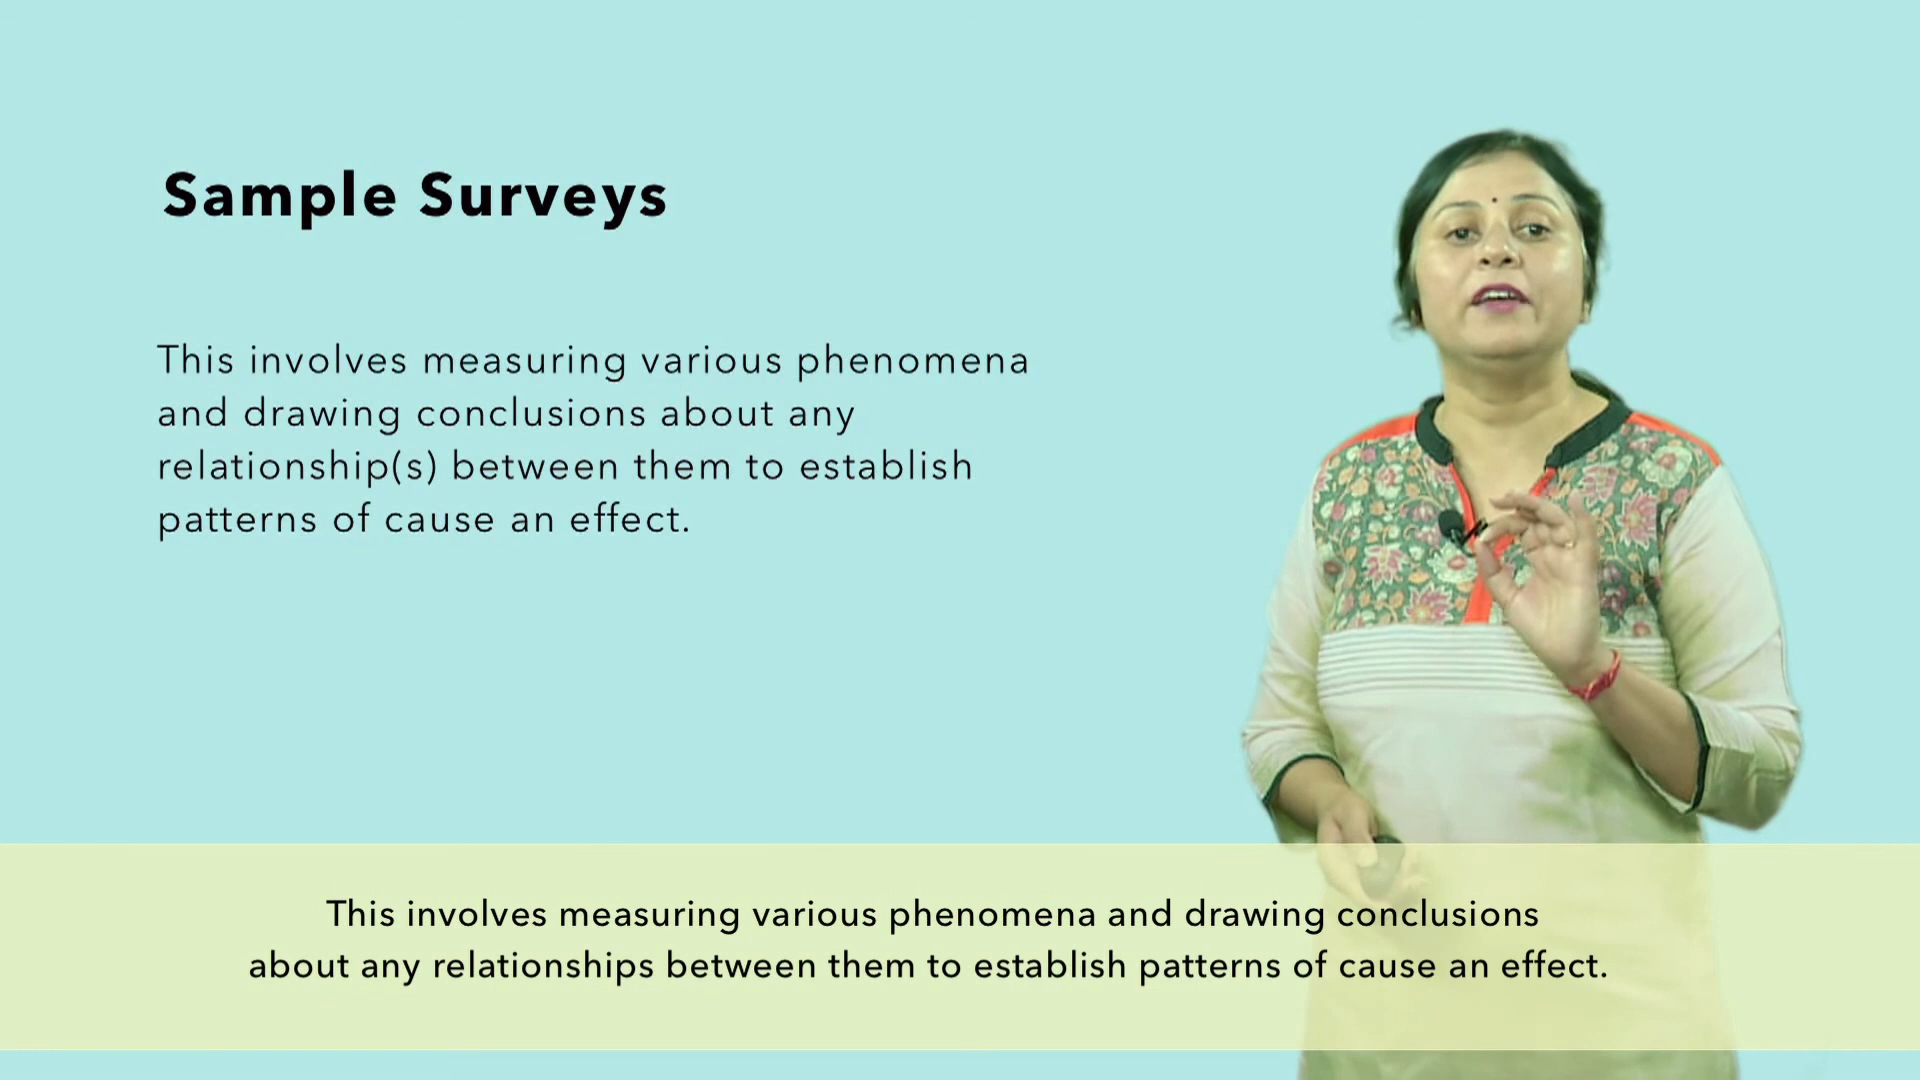 Sample Surveys
This involves measuring various phenomena
and drawing conclusions about any
relationship(s) between them to establish
patterns of cause an effect.
This involves measuring various phenomena and drawing conclusions
about any relationships between them to establish patterns of cause an effect.